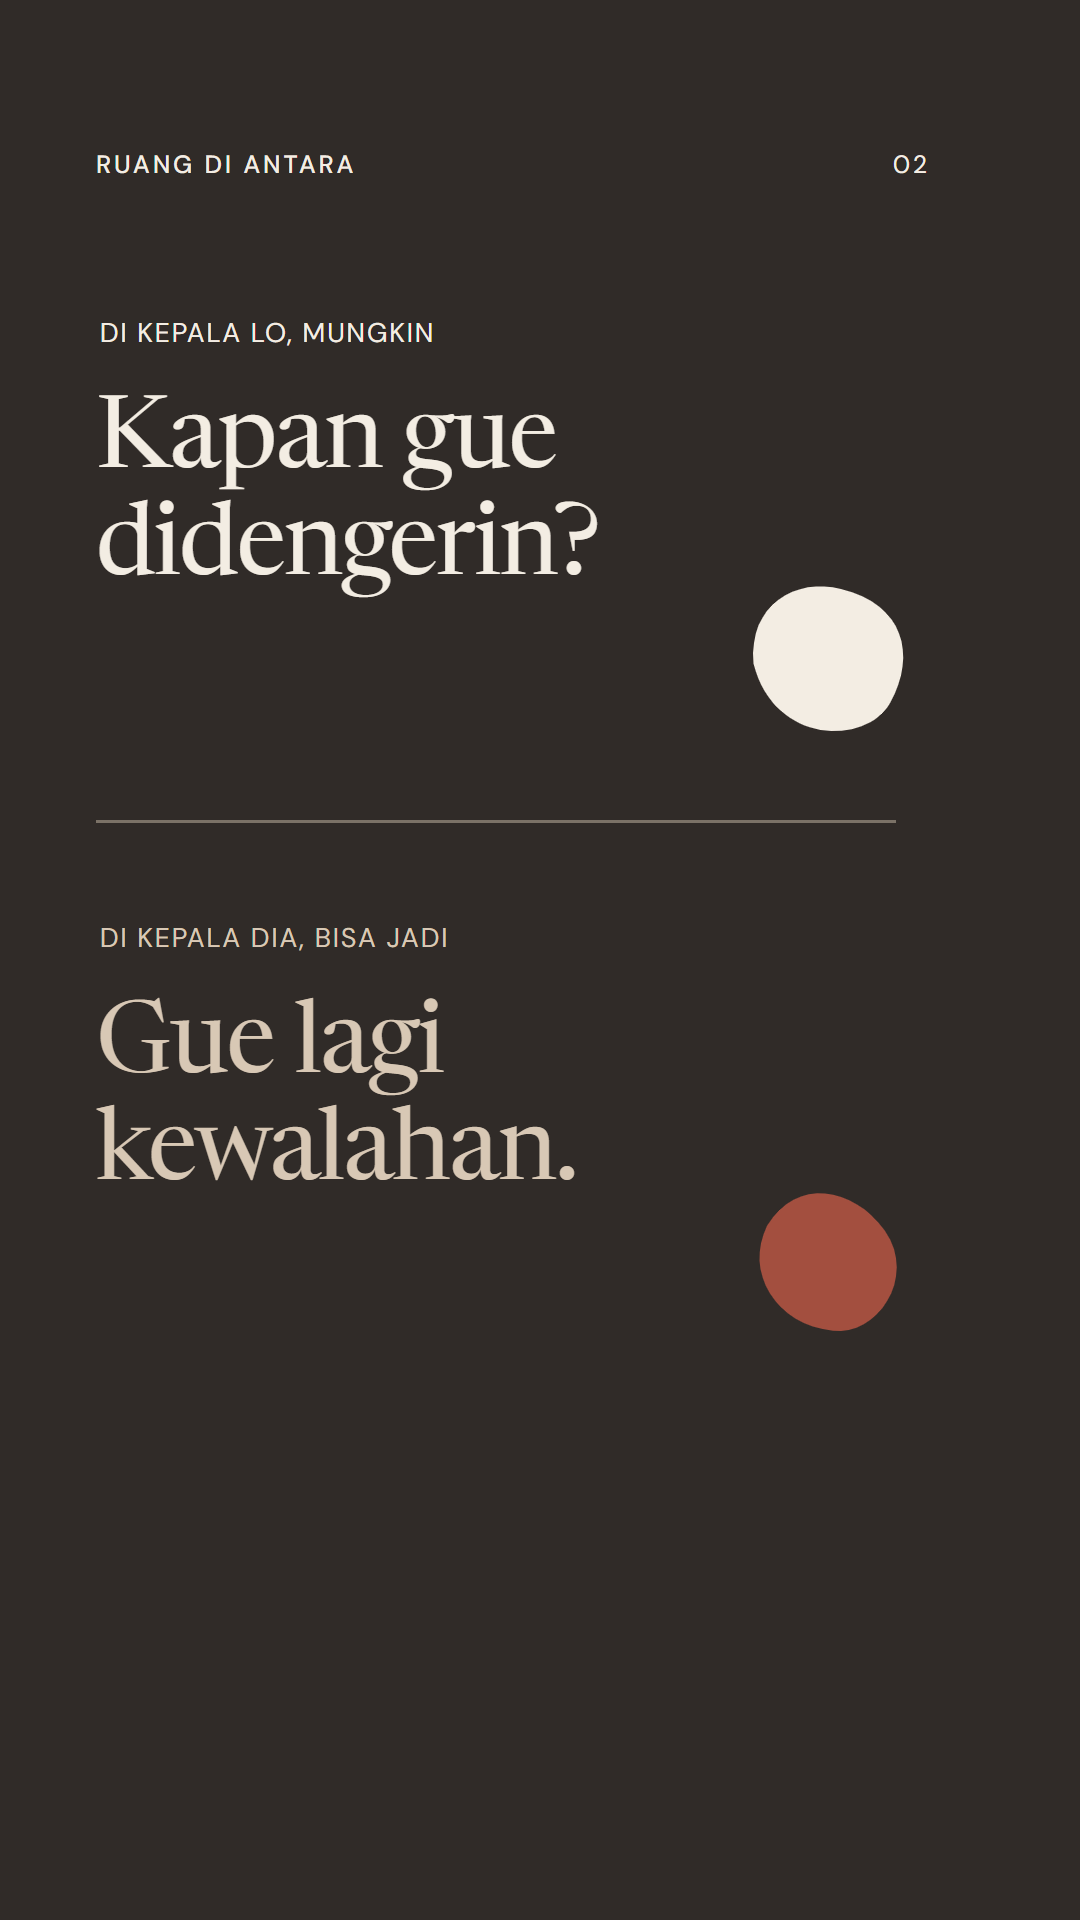 RUANG DI ANTARA 02
DI KEPALA LO, MUNGKIN
Kapan gue
didengerin?
DI KEPALA DIA, BISA JADI
Gue lagi
kewalahan.